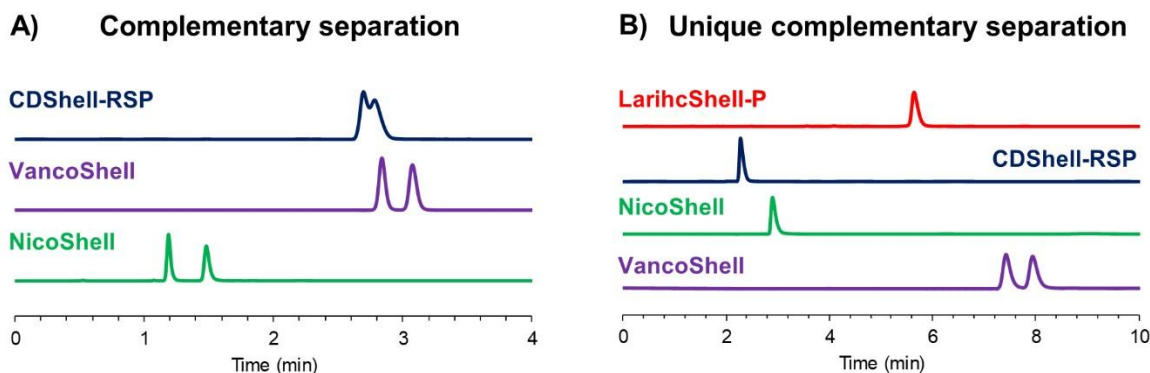 A) Complementary separation
CDShell-RSP
VancoShell
NicoShell
0 1 2 3 4
Time (min)
B) Unique complementary separation
LarihcShell-P
CDShell-RSP
NicoShell
VancoShell
0 2 4 6 8 10
Time (min)